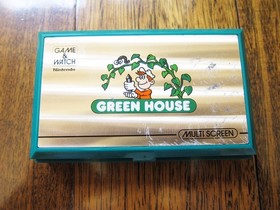 GAME
&
WATCH
Nintendo
GREEN HOUSE
MULTI SCREEN